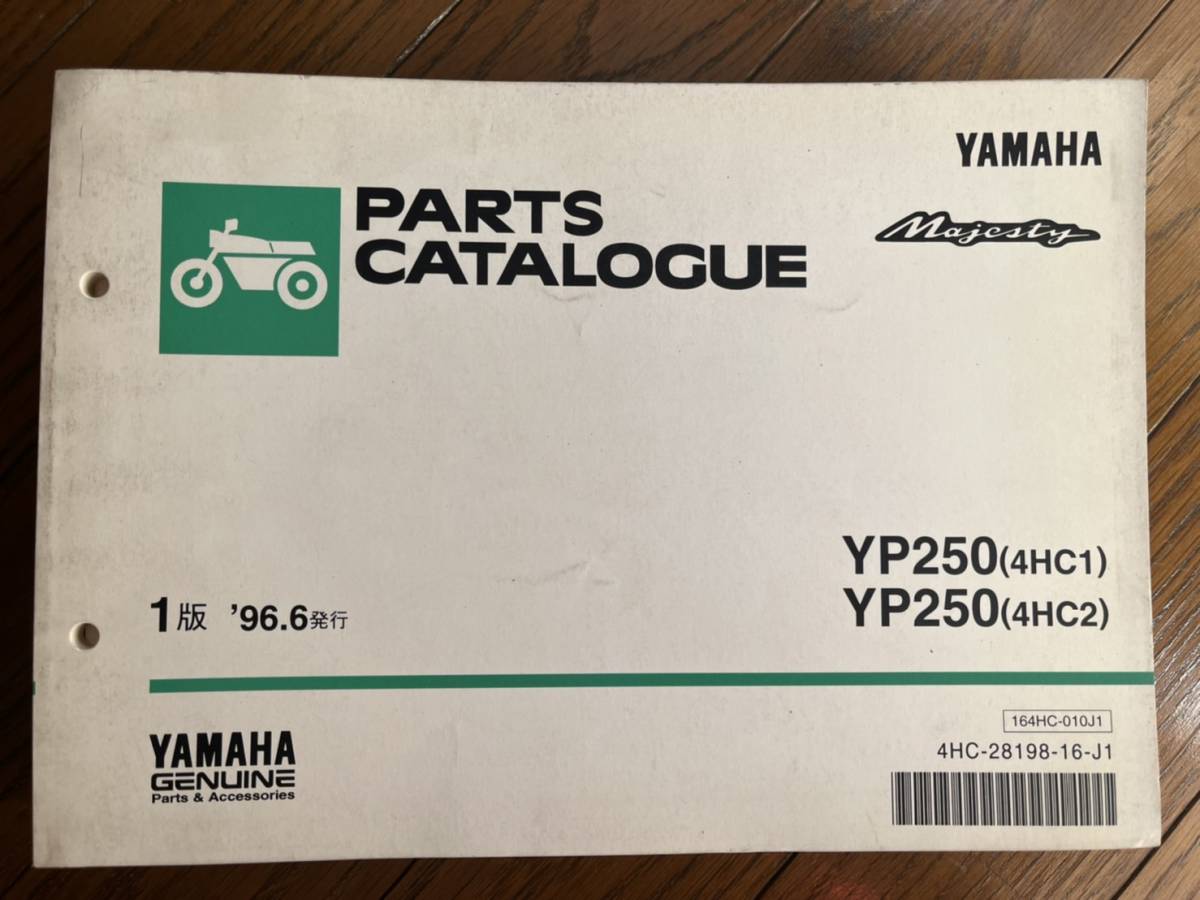 YAMAHA
Majesty
PARTS
CATALOGUE
YP250(4HC1)
YP250(4HC2)
1版 ’96.6発行
164HC-010J1
4HC-28198-16-J1
YAMAHA
GENUINE
Parts & Accessories